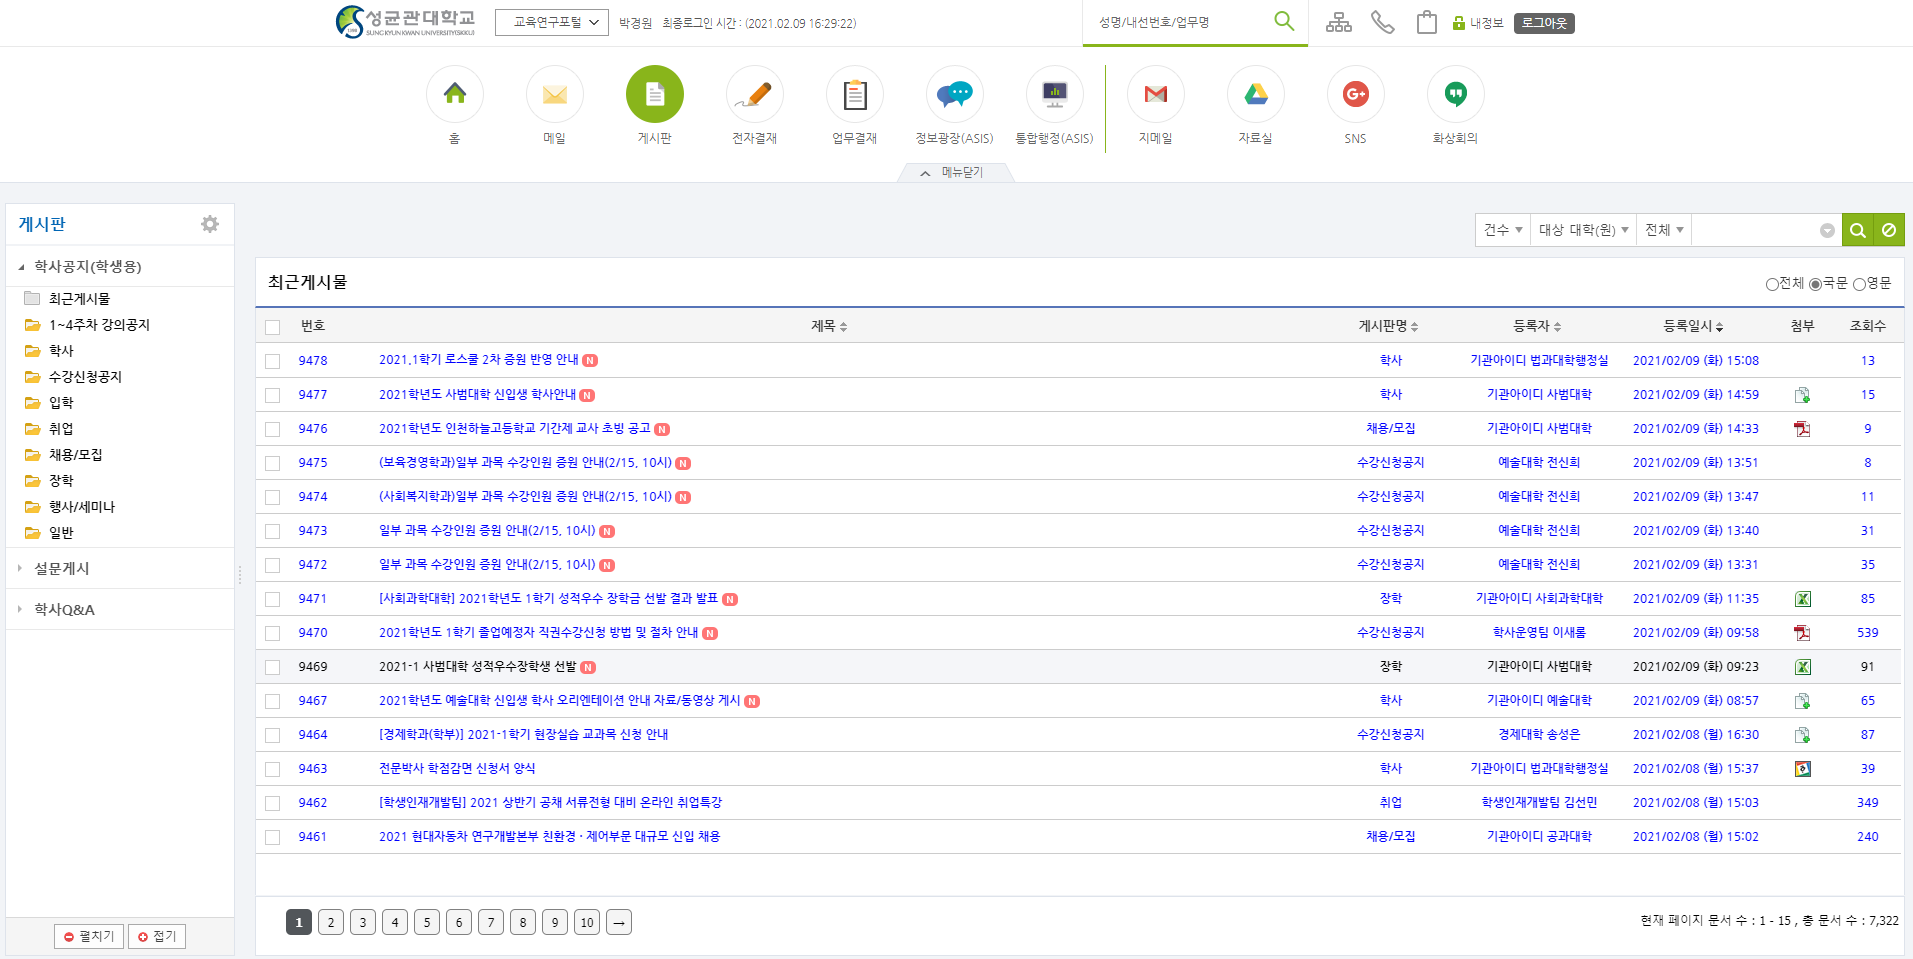 성균관대학교
SUNG KYUN KWAN UNIVERSITY(SKKU)
교육연구포털
박경원 최종로그인 시간 : (2021.02.09 16:29:22)
성명/내선번호/업무명
내정보
로그아웃
홈
메일
게시판
전자결재
업무결재
정보광장(ASIS)
통합행정(ASIS)
지메일
자료실
SNS
화상회의
메뉴닫기
게시판
학사공지(학생용)
최근게시물
1~4주차 강의공지
학사
수강신청공지
입학
취업
채용/모집
장학
행사/세미나
일반
설문게시
학사Q&A
펼치기 접기
건수 대상 대학(원) 전체
최근게시물
전체 국문 영문
번호 제목 게시판명 등록자 등록일시 첨부 조회수
9478 2021.1학기 로스쿨 2차 증원 반영 안내 N 학사 기관아이디 법과대학행정실 2021/02/09 (화) 15:08 13
9477 2021학년도 사범대학 신입생 학사안내 N 학사 기관아이디 사범대학 2021/02/09 (화) 14:59 15
9476 2021학년도 인천하늘고등학교 기간제 교사 초빙 공고 N 채용/모집 기관아이디 사범대학 2021/02/09 (화) 14:33 9
9475 (보육경영학과)일부 과목 수강인원 증원 안내(2/15, 10시) N 수강신청공지 예술대학 전신희 2021/02/09 (화) 13:51 8
9474 (사회복지학과)일부 과목 수강인원 증원 안내(2/15, 10시) N 수강신청공지 예술대학 전신희 2021/02/09 (화) 13:47 11
9473 일부 과목 수강인원 증원 안내(2/15, 10시) N 수강신청공지 예술대학 전신희 2021/02/09 (화) 13:40 31
9472 일부 과목 수강인원 증원 안내(2/15, 10시) N 수강신청공지 예술대학 전신희 2021/02/09 (화) 13:31 35
9471 [사회과학대학] 2021학년도 1학기 성적우수 장학금 선발 결과 발표 N 장학 기관아이디 사회과학대학 2021/02/09 (화) 11:35 85
9470 2021학년도 1학기 졸업예정자 직권수강신청 방법 및 절차 안내 N 수강신청공지 학사운영팀 이새롬 2021/02/09 (화) 09:58 539
9469 2021-1 사범대학 성적우수장학생 선발 N 장학 기관아이디 사범대학 2021/02/09 (화) 09:23 91
9467 2021학년도 예술대학 신입생 학사 오리엔테이션 안내 자료/동영상 게시 N 학사 기관아이디 예술대학 2021/02/09 (화) 08:57 65
9464 [경제학과(학부)] 2021-1학기 현장실습 교과목 신청 안내 수강신청공지 경제대학 송성은 2021/02/08 (월) 16:30 87
9463 전문박사 학점감면 신청서 양식 학사 기관아이디 법과대학행정실 2021/02/08 (월) 15:37 39
9462 [학생인재개발팀] 2021 상반기 공채 서류전형 대비 온라인 취업특강 취업 학생인재개발팀 김선민 2021/02/08 (월) 15:03 349
9461 2021 현대자동차 연구개발본부 친환경 · 제어부문 대규모 신입 채용 채용/모집 기관아이디 공과대학 2021/02/08 (월) 15:02 240
1 2 3 4 5 6 7 8 9 10 →
현재 페이지 문서 수 : 1 - 15 , 총 문서 수 : 7,322